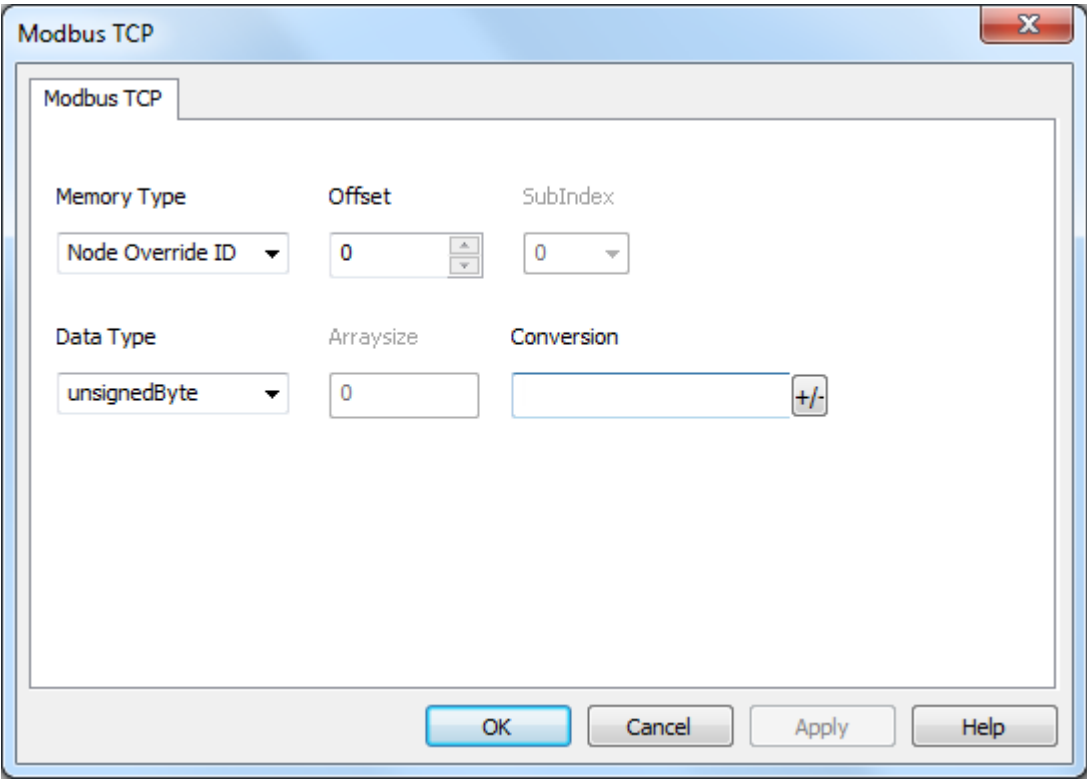 Modbus TCP
Modbus TCP
Memory Type Offset SubIndex
Node Override ID 0 0
Data Type Arraysize Conversion
unsignedByte 0 +/-
OK Cancel Apply Help